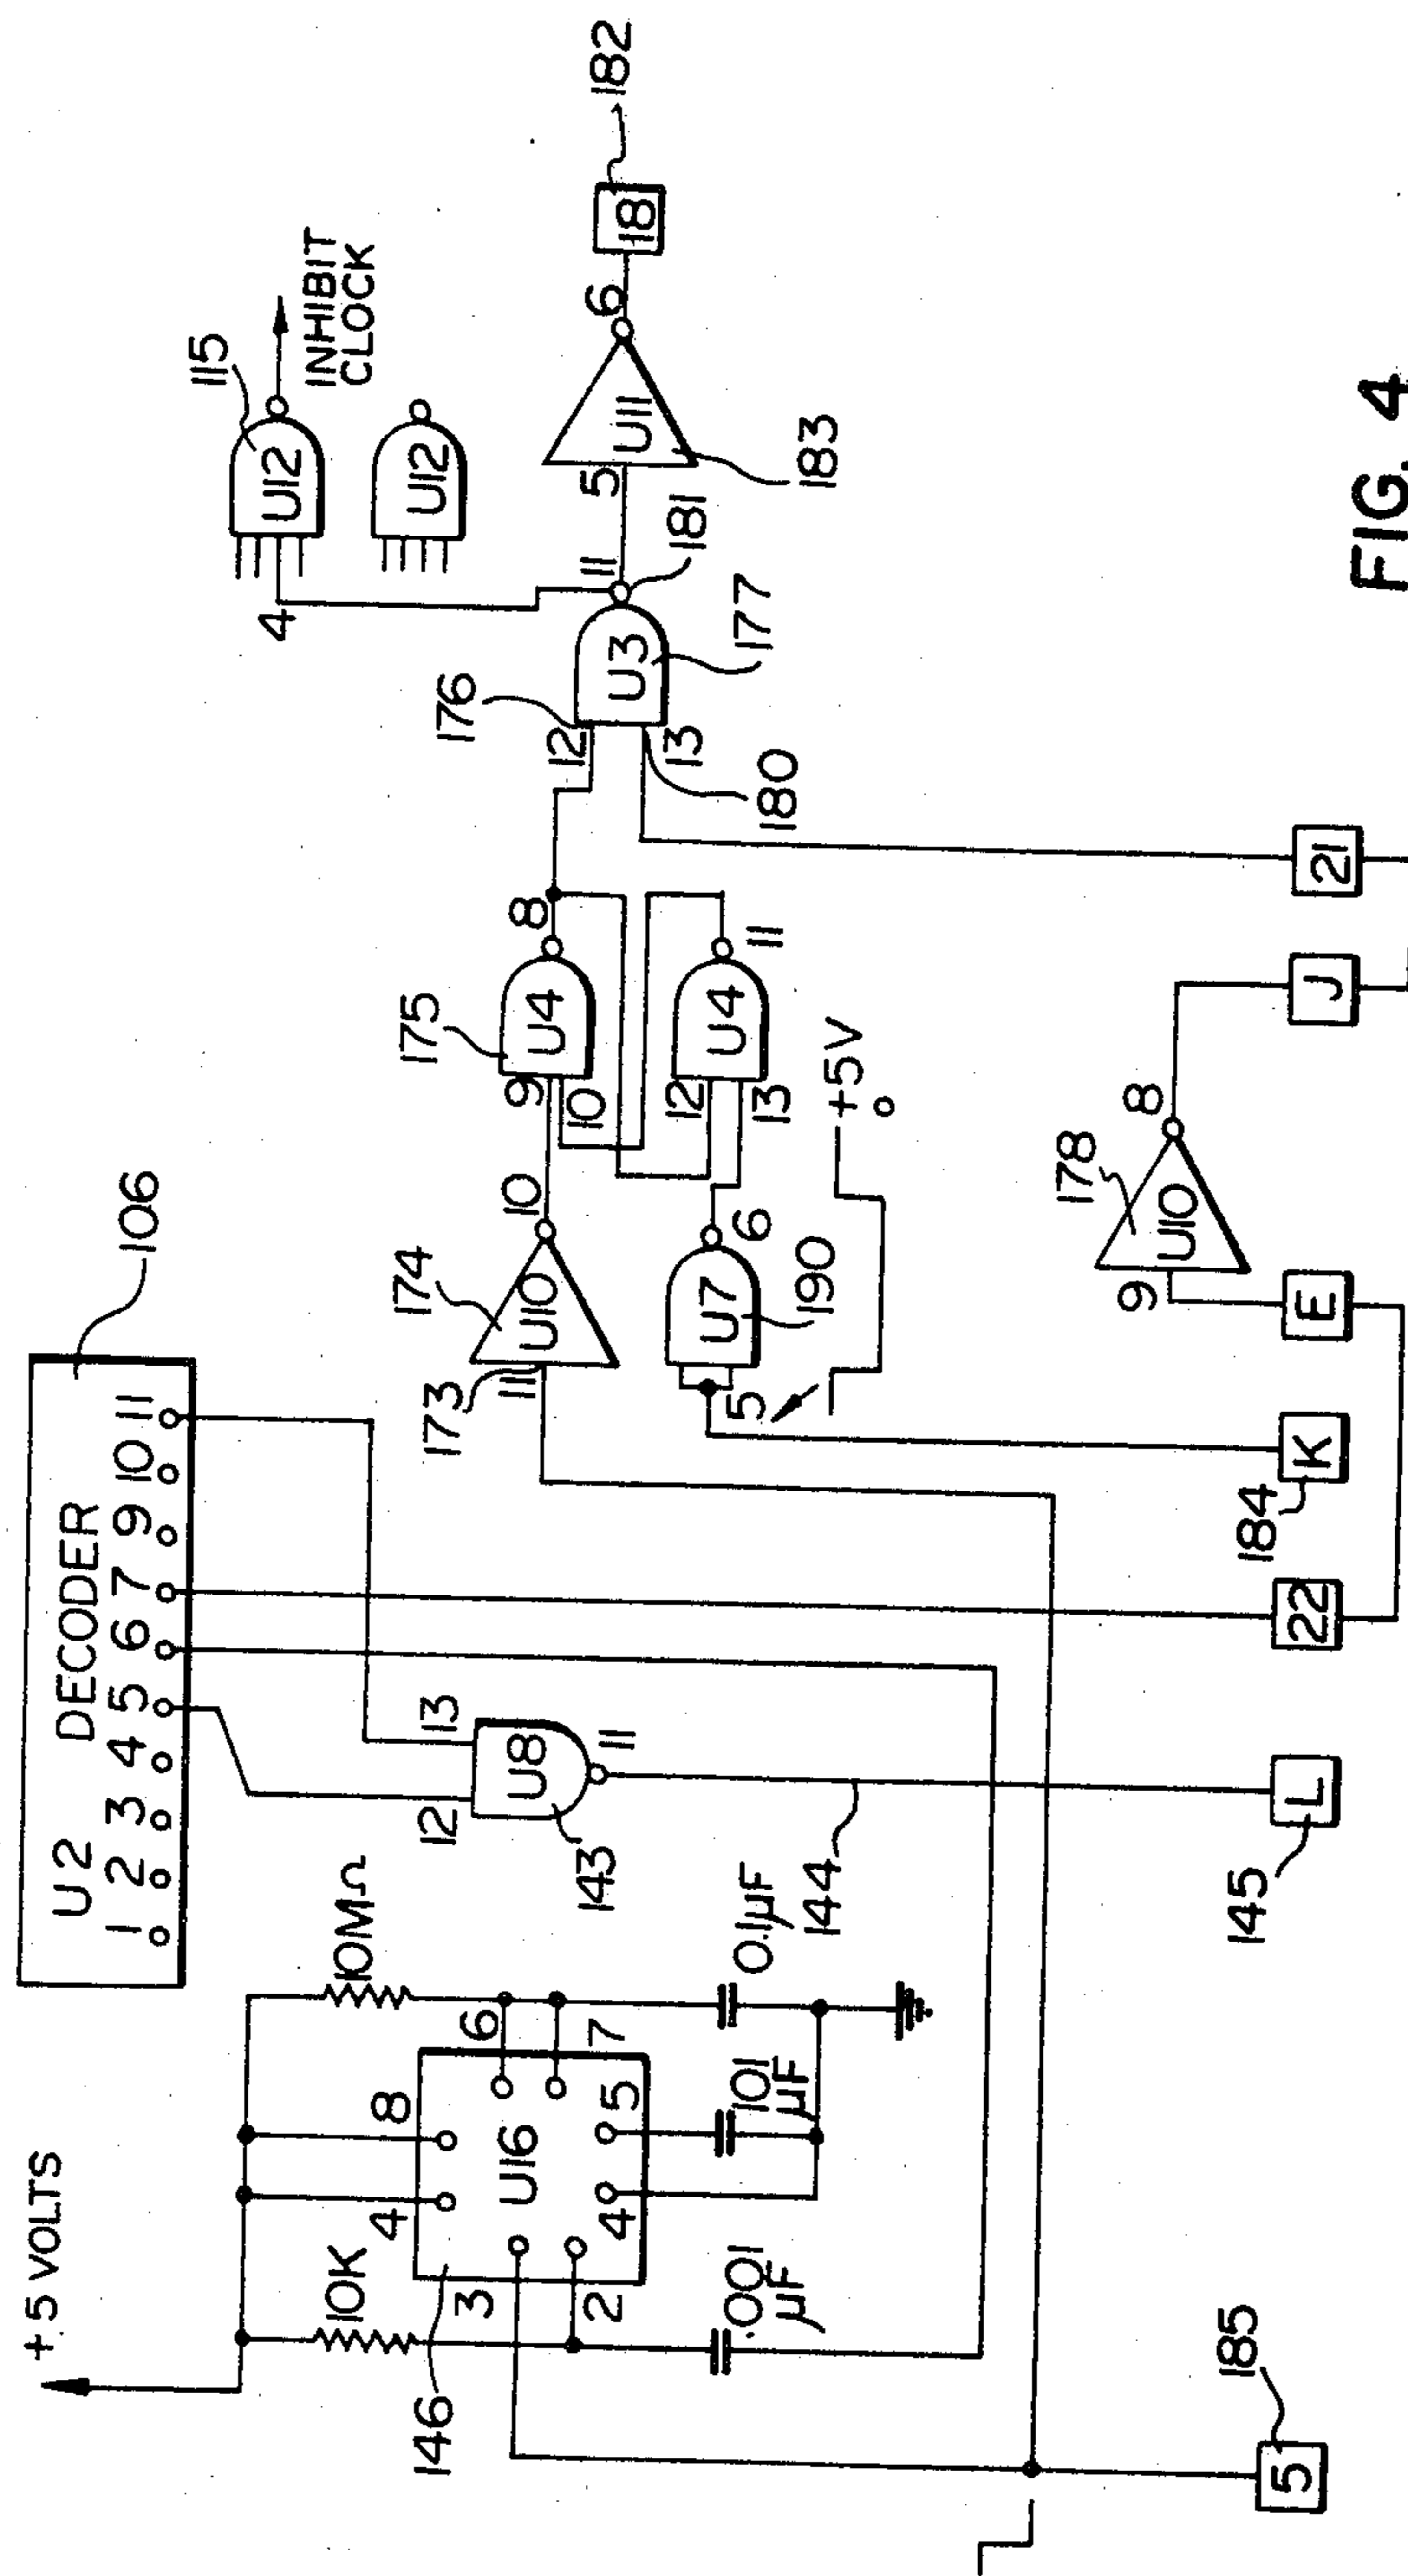 +5 VOLTS
10K
10MΩ
146
3
2
4
8
U16
4
5
6
7
.001
µF
101
µF
0.1µF
5
185
U2
DECODER
106
1
2
3
4
5
6
7
9
10
11
12
13
U8
143
11
144
L
145
22
K
184
E
J
21
173
11
174
U10
10
175
9
10
U4
8
5
U7
190
6
12
13
U4
11
+5V
0
9
178
U10
8
176
12
13
180
U3
177
11
181
4
115
U12
INHIBIT
CLOCK
U12
5
U11
183
6
18
182
FIG. 4